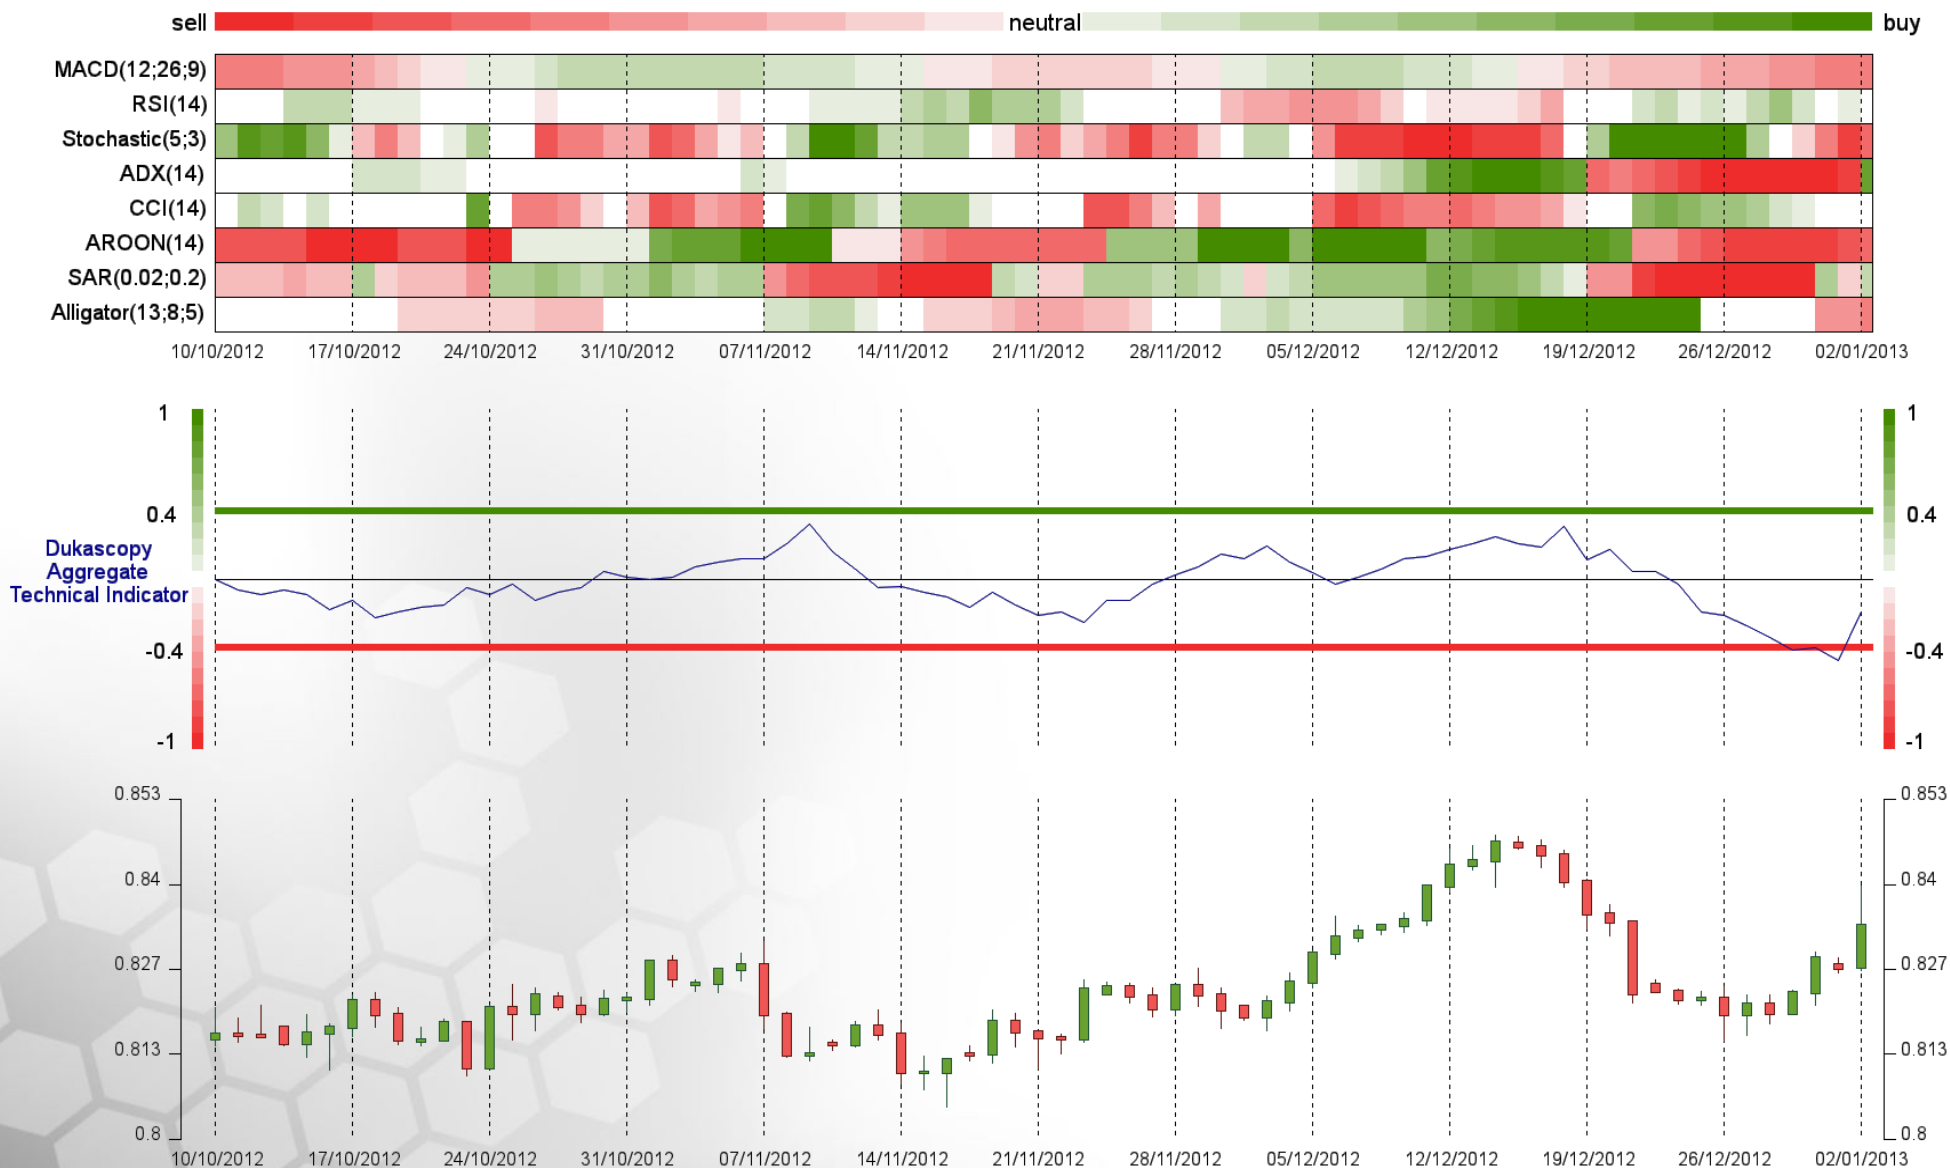 sell neutral buy
MACD(12;26;9)
RSI(14)
Stochastic(5;3)
ADX(14)
CCI(14)
AROON(14)
SAR(0.02;0.2)
Alligator(13;8;5)
10/10/2012 17/10/2012 24/10/2012 31/10/2012 07/11/2012 14/11/2012 21/11/2012 28/11/2012 05/12/2012 12/12/2012 19/12/2012 26/12/2012 02/01/2013
1 1
0.4 0.4
Dukascopy
Aggregate
Technical Indicator
-0.4 -0.4
-1 -1
0.853 0.853
0.84 0.84
0.827 0.827
0.813 0.813
0.8 0.8
10/10/2012 17/10/2012 24/10/2012 31/10/2012 07/11/2012 14/11/2012 21/11/2012 28/11/2012 05/12/2012 12/12/2012 19/12/2012 26/12/2012 02/01/2013